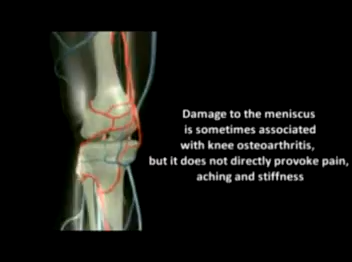 Damage to the meniscus
is sometimes associated
with knee osteoarthritis,
but it does not directly provoke pain,
aching and stiffness